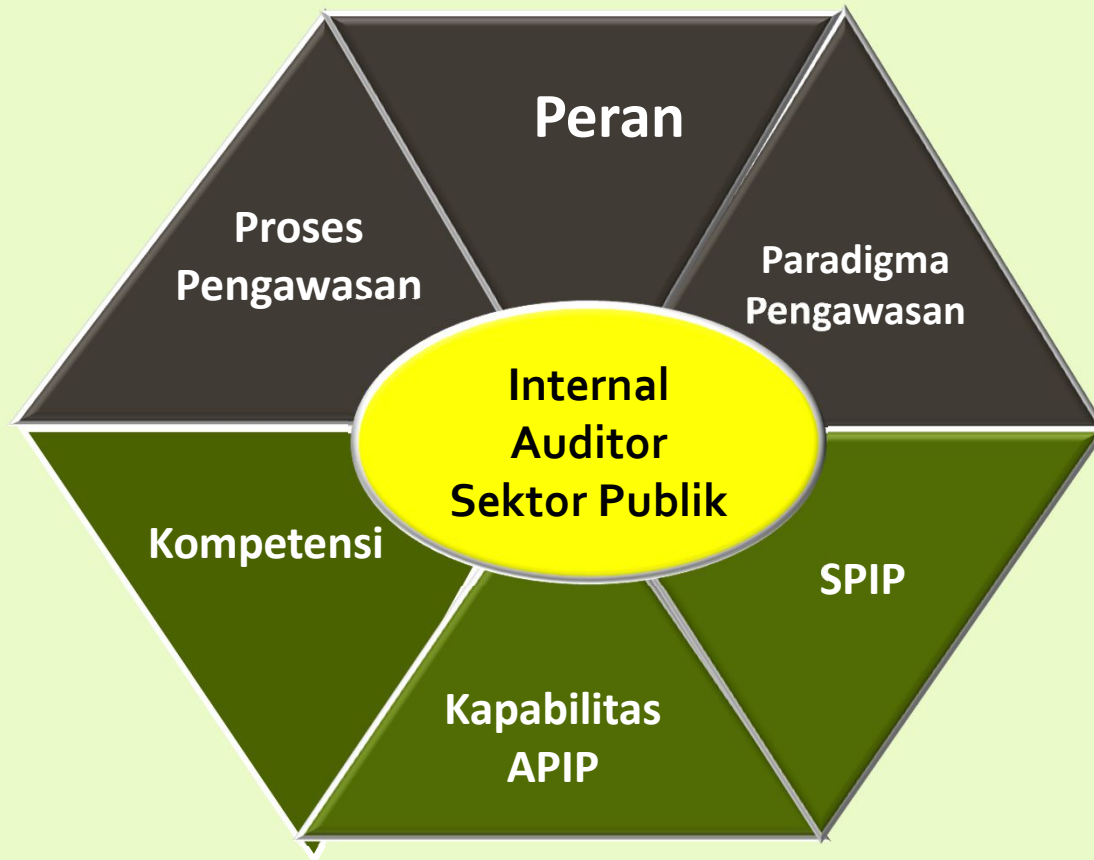 Peran
Proses
Pengawasan
Paradigma
Pengawasan
Internal
Auditor
Sektor Publik
Kompetensi
SPIP
Kapabilitas
APIP